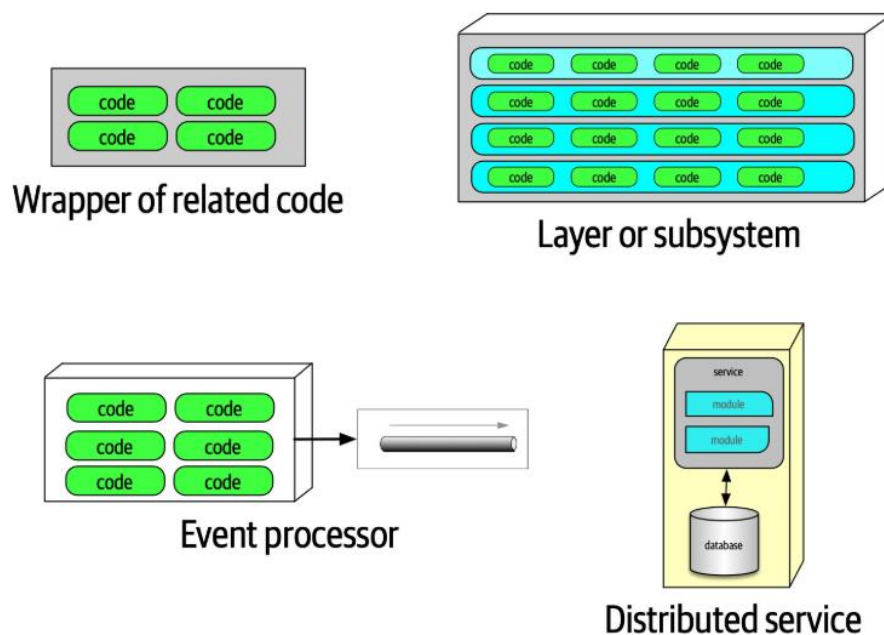 code code
code code
Wrapper of related code
code code code code
code code code code
code code code code
code code code code
Layer or subsystem
code code
code code
code code
Event processor
service
module
module
database
Distributed service